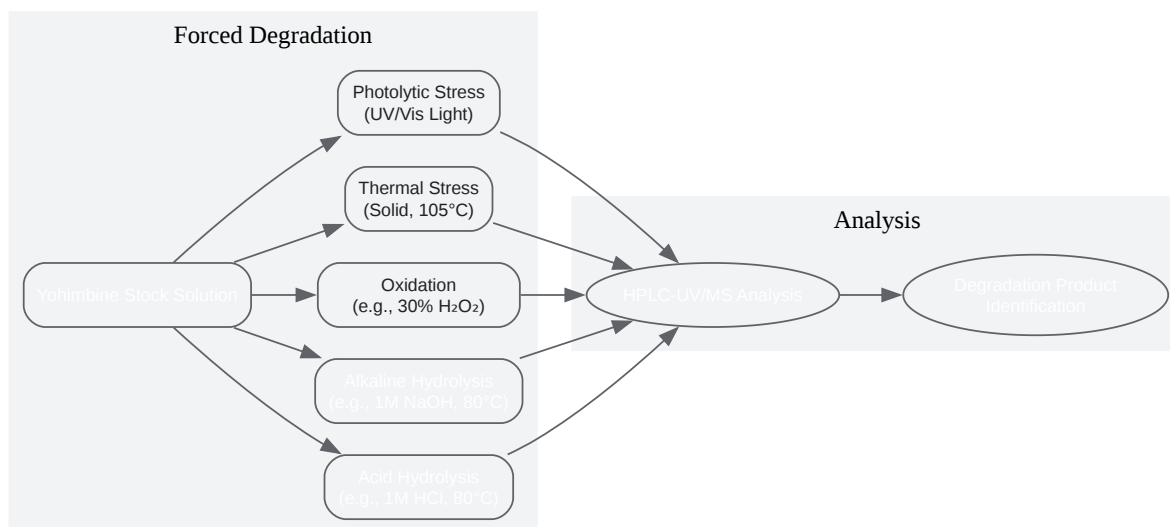 Forced Degradation
Photolytic Stress
(UV/Vis Light)
Thermal Stress
(Solid, 105°C)
Analysis
Yohimbine Stock Solution
Oxidation
(e.g., 30% H₂O₂)
HPLC-UV/MS Analysis
Degradation Product
Identification
Alkaline Hydrolysis
(e.g., 1M NaOH, 80°C)
Acid Hydrolysis
(e.g., 1M HCl, 80°C)